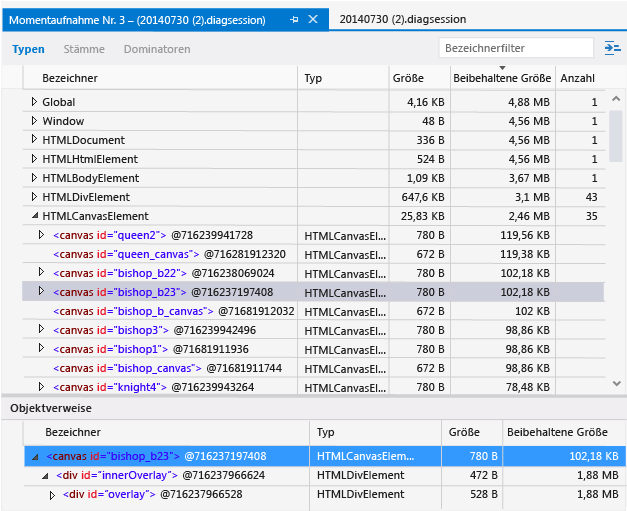 Momentaufnahme Nr. 3 – (20140730 (2).diagsession) 20140730 (2).diagsession
Typen Stämme Dominatoren Bezeichnerfilter
Bezeichner Typ Größe Beibehaltene Größe Anzahl
Global 4,16 KB 4,88 MB 1
Window 48 B 4,56 MB 1
HTMLDocument 336 B 4,56 MB 1
HTMLHtmlElement 524 B 4,56 MB 1
HTMLBodyElement 1,09 KB 3,67 MB 1
HTMLDivElement 647,6 KB 3,1 MB 43
HTMLCanvasElement 25,83 KB 2,46 MB 35
<canvas id="queen2"> @716239941728 HTMLCanvasEl... 780 B 119,56 KB
<canvas id="queen_canvas"> @716281912320 HTMLCanvasEl... 672 B 119,38 KB
<canvas id="bishop_b22"> @716238069024 HTMLCanvasEl... 780 B 102,18 KB
<canvas id="bishop_b23"> @716237197408 HTMLCanvasEl... 780 B 102,18 KB
<canvas id="bishop_b_canvas"> @71681912032 HTMLCanvasEl... 672 B 102 KB
<canvas id="bishop3"> @716239942496 HTMLCanvasEl... 780 B 98,86 KB
<canvas id="bishop1"> @71681911936 HTMLCanvasEl... 780 B 98,86 KB
<canvas id="bishop_canvas"> @71681911744 HTMLCanvasEl... 672 B 98,86 KB
<canvas id="knight4"> @716239943264 HTMLCanvasEl... 780 B 78,48 KB
Objektverweise
Bezeichner Typ Größe Beibehaltene Größe
<canvas id="bishop_b23"> @716237197408 HTMLCanvasElem... 780 B 102,18 KB
<div id="innerOverlay"> @716237966624 HTMLDivElement 472 B 1,88 MB
<div id="overlay"> @716237966528 HTMLDivElement 528 B 1,88 MB